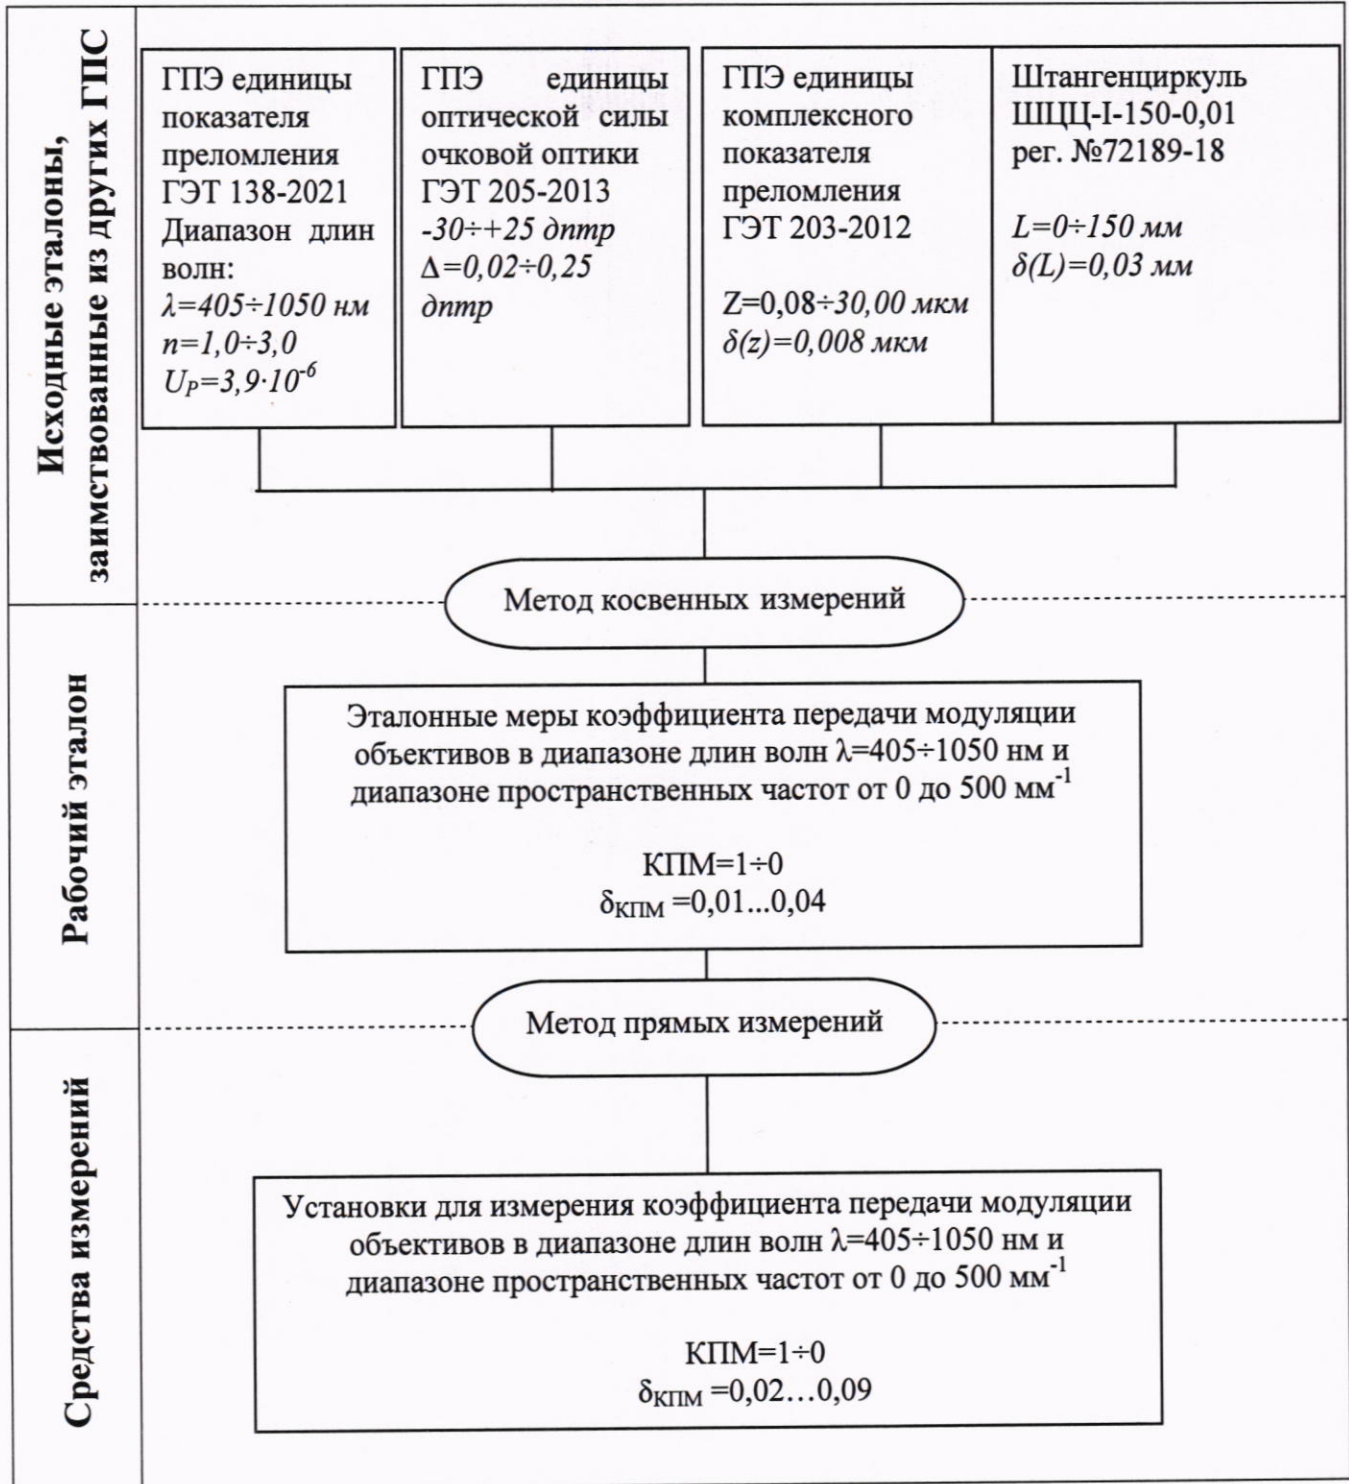 Исходные эталоны,
заимствованные из других ГПС
ГПЭ единицы
показателя
преломления
ГЭТ 138-2021
Диапазон длин
волн:
λ=405÷1050 нм
n=1,0÷3,0
U_P=3,9·10⁻⁶
ГПЭ единицы
оптической силы
очковой оптики
ГЭТ 205-2013
-30÷+25 дптр
Δ=0,02÷0,25
дптр
ГПЭ единицы
комплексного
показателя
преломления
ГЭТ 203-2012
Z=0,08÷30,00 мкм
δ(z)=0,008 мкм
Штангенциркуль
ШЦЦ-I-150-0,01
рег. №72189-18
L=0÷150 мм
δ(L)=0,03 мм
Метод косвенных измерений
Рабочий эталон
Эталонные меры коэффициента передачи модуляции
объективов в диапазоне длин волн λ=405÷1050 нм и
диапазоне пространственных частот от 0 до 500 мм⁻¹
КПМ=1÷0
δ_КПМ =0,01...0,04
Метод прямых измерений
Средства измерений
Установки для измерения коэффициента передачи модуляции
объективов в диапазоне длин волн λ=405÷1050 нм и
диапазоне пространственных частот от 0 до 500 мм⁻¹
КПМ=1÷0
δ_КПМ =0,02…0,09